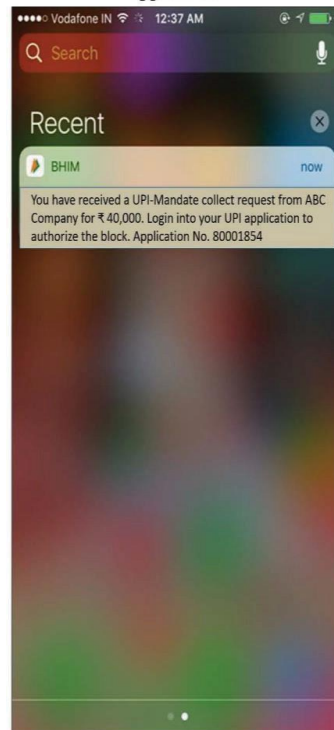 Vodafone IN 12:37 AM
Search
Recent
BHIM now
You have received a UPI-Mandate collect request from ABC
Company for ₹ 40,000. Login into your UPI application to
authorize the block. Application No. 80001854